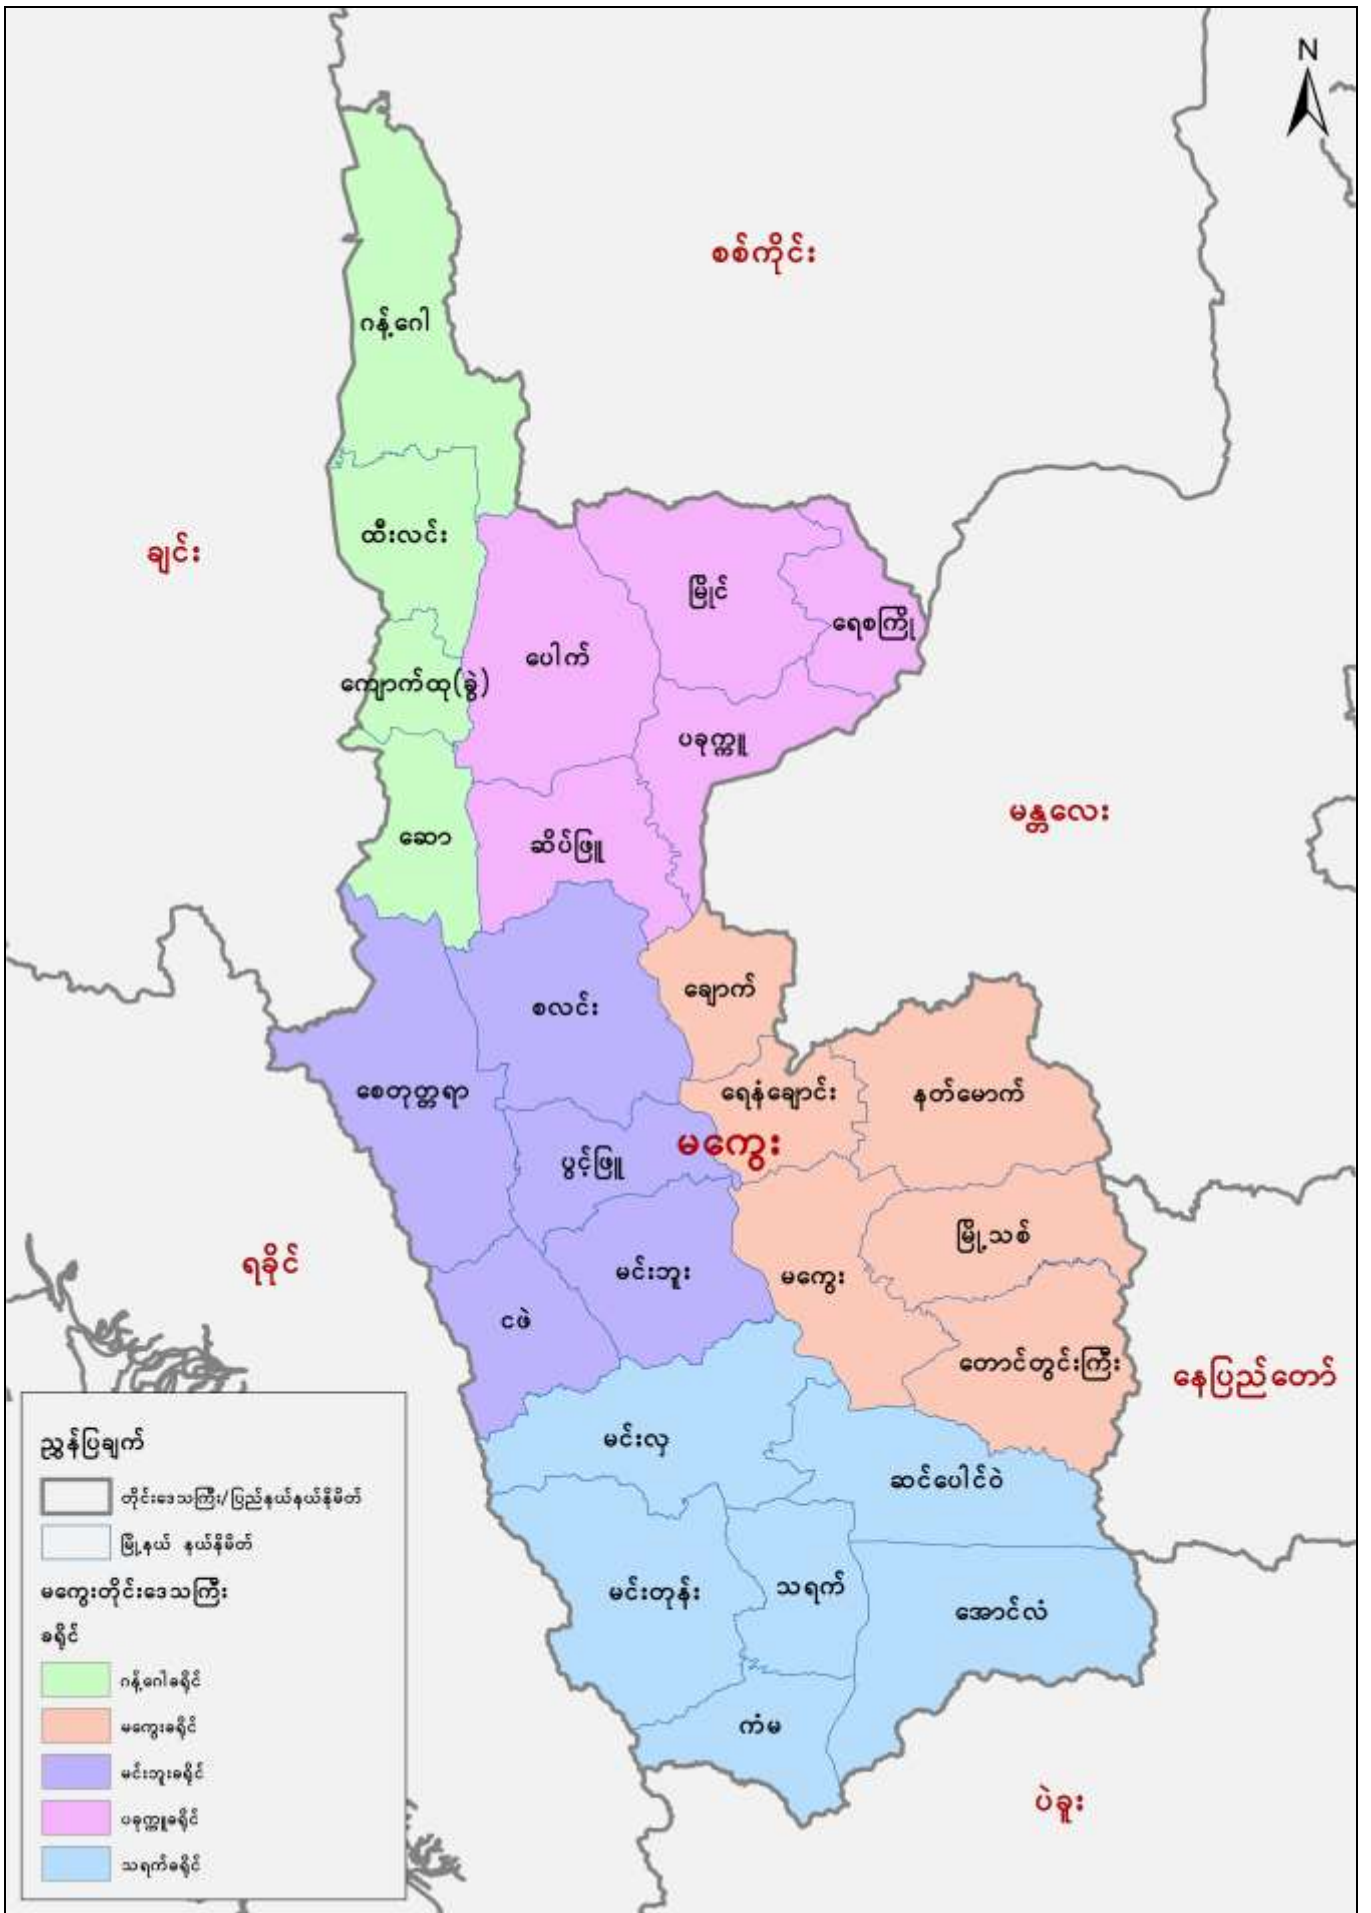 N
စစ်ကိုင်း
ဂန့်ဂေါ
ထီးလင်း
ချင်း
မြိုင်
ရေစကြို
ပေါက်
ကျောက်ထု(ခွဲ)
ပခုက္ကူ
မန္တလေး
ဆော
ဆိပ်ဖြူ
ချောက်
စလင်း
စေတုတ္တရာ
ရေနံချောင်း
နတ်မောက်
မကွေး
ပွင့်ဖြူ
မြို့သစ်
ရခိုင်
မင်းဘူး
မကွေး
ငဖဲ
တောင်တွင်းကြီး
နေပြည်တော်
မင်းလှ
ဆင်ပေါင်ဝဲ
မင်းတုန်း
သရက်
အောင်လံ
ကံမ
ပဲခူး
ညွှန်ပြချက်
တိုင်းဒေသကြီး/ပြည်နယ်နယ်နိမိတ်
မြို့နယ် နယ်နိမိတ်
မကွေးတိုင်းဒေသကြီး
ခရိုင်
ဂန့်ဂေါခရိုင်
မကွေးခရိုင်
မင်းဘူးခရိုင်
ပခုက္ကူခရိုင်
သရက်ခရိုင်